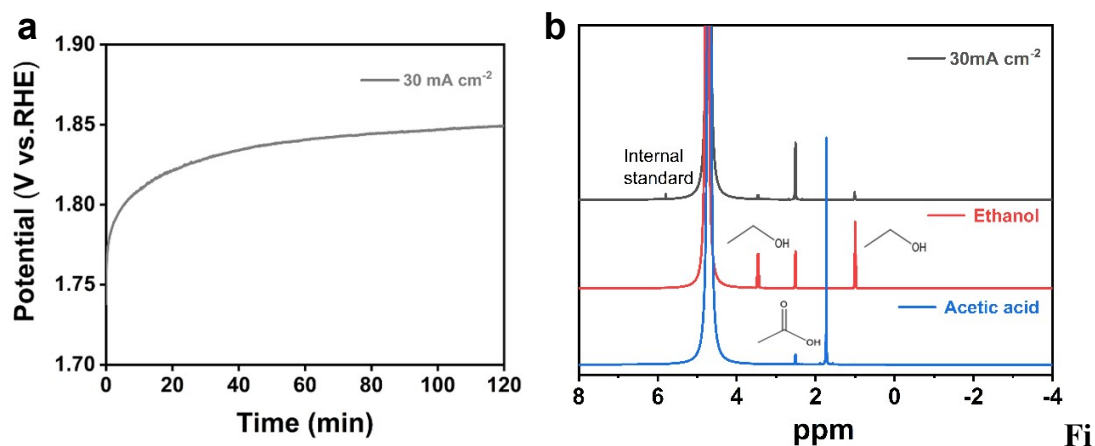 a
1.90
1.85
1.80
1.75
1.70
Potential (V vs.RHE)
30 mA cm-2
0
20
40
60
80
100
120
Time (min)
b
30mA cm-2
Internal
standard
Ethanol
OH
OH
Acetic acid
O
OH
8
6
4
2
0
-2
-4
ppm
Fi